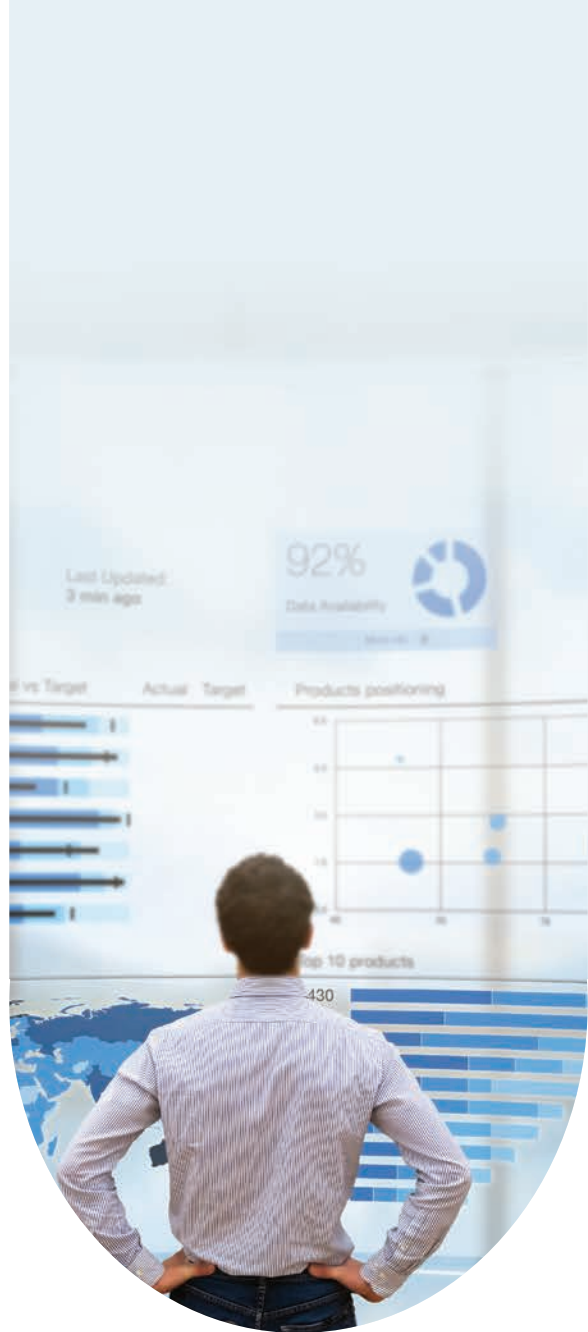 Last Updated:
3 min ago
92%
Data Availability
vs Target
Actual Target
Products positioning
op 10 products
430